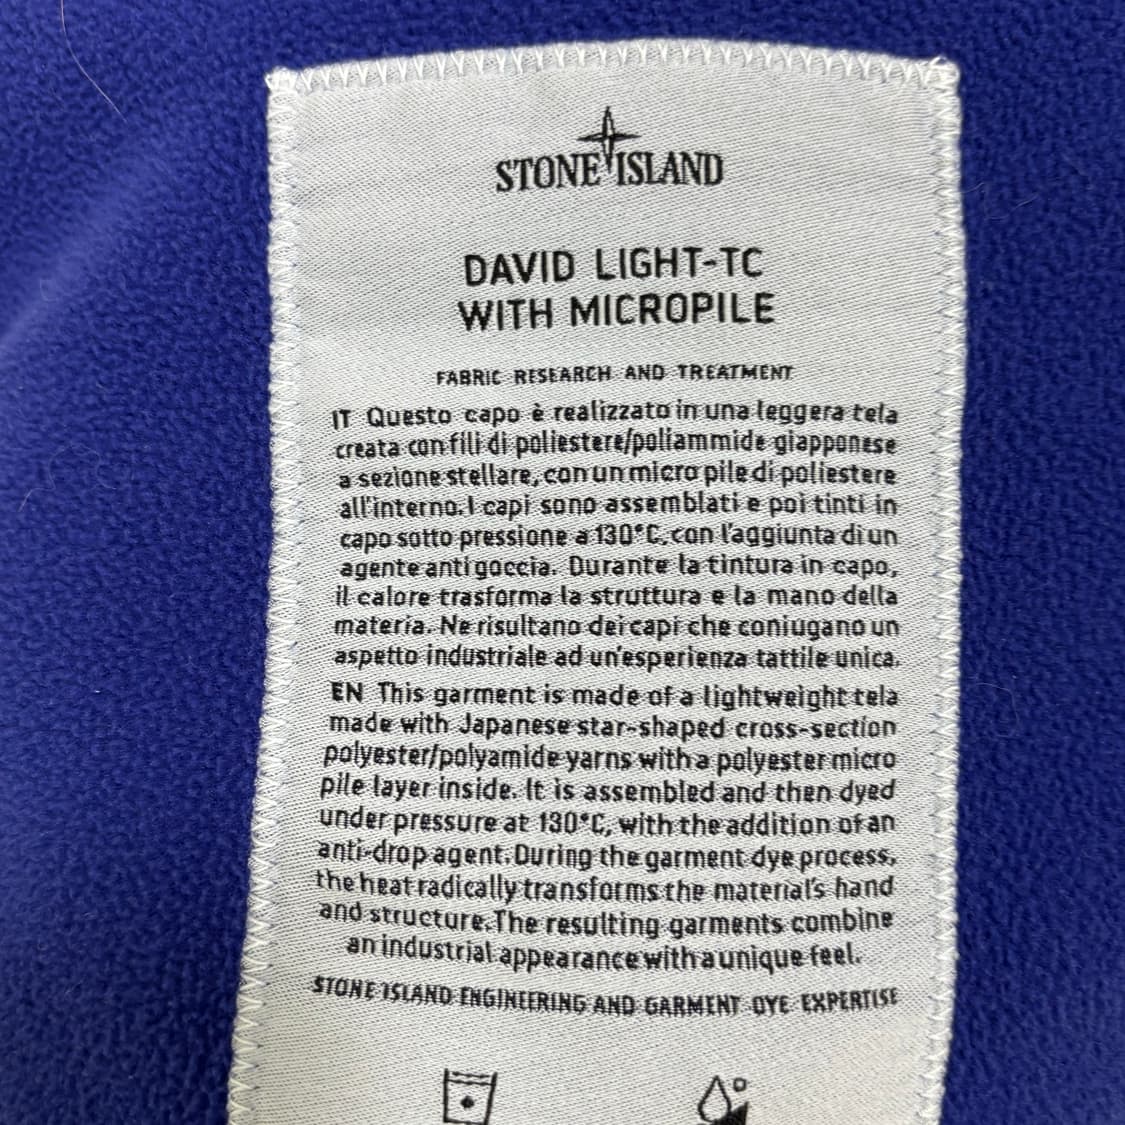 STONE ISLAND
DAVID LIGHT-TC
WITH MICROPILE
FABRIC RESEARCH AND TREATMENT
IT Questo capo è realizzato in una leggera tela
creata con fili di poliestere/poliammide giapponese
a sezione stellare, con un micro pile di poliestere
all'interno. I capi sono assemblati e poi tinti in
capo sotto pressione a 130°C, con l'aggiunta di un
agente anti goccia. Durante la tintura in capo,
il calore trasforma la struttura e la mano della
materia. Ne risultano dei capi che coniugano un
aspetto industriale ad un'esperienza tattile unica.
EN This garment is made of a lightweight tela
made with Japanese star-shaped cross-section
polyester/polyamide yarns with a polyester micro
pile layer inside. It is assembled and then dyed
under pressure at 130°C, with the addition of an
anti-drop agent. During the garment dye process,
the heat radically transforms the material's hand
and structure. The resulting garments combine
an industrial appearance with a unique feel.
STONE ISLAND ENGINEERING AND GARMENT DYE EXPERTISE